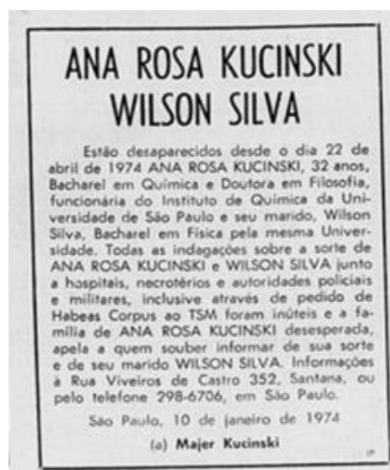 ANA ROSA KUCINSKI
WILSON SILVA
Estão desaparecidos desde o dia 22 de
abril de 1974 ANA ROSA KUCINSKI, 32 anos,
Bacharel em Química e Doutora em Filosofia,
funcionária do Instituto de Química da Uni-
versidade de São Paulo e seu marido, Wilson
Silva, Bacharel em Física pela mesma Univer-
sidade. Todas as indagações sobre a sorte de
ANA ROSA KUCINSKI e WILSON SILVA junto
a hospitais, necrotérios e autoridades policiais
e militares, inclusive através de pedido de
Habeas Corpus ao TSM foram inúteis e a fa-
mília de ANA ROSA KUCINSKI desesperada,
apela a quem souber informar de sua sorte
e de seu marido WILSON SILVA. Informações
à Rua Viveiros de Castro 352, Santana, ou
pelo telefone 298-6706, em São Paulo.
São Paulo, 10 de janeiro de 1974
(a) Majer Kucinski